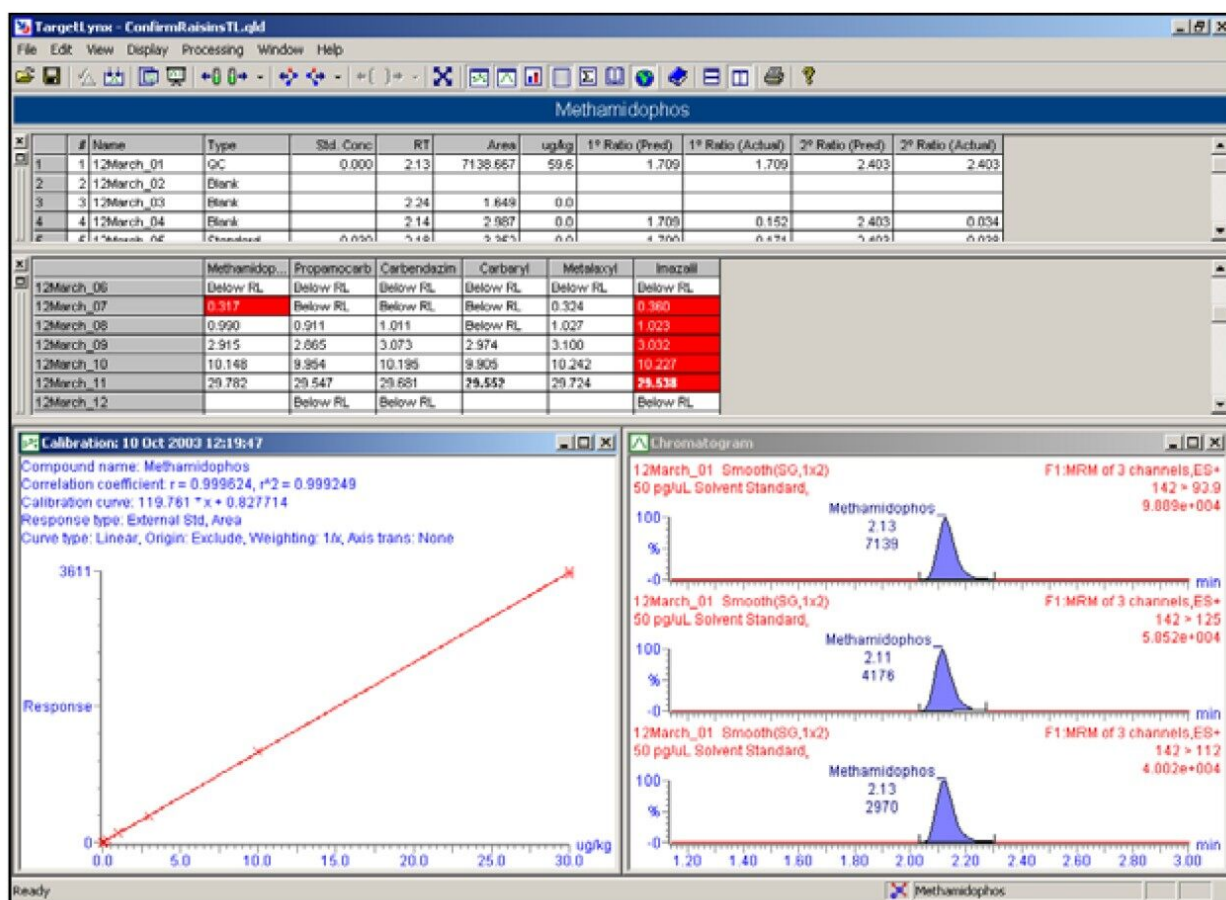 TargetLynx - ConfirmRaisinsTL.qld
File Edit View Display Processing Window Help
Methamidophos
# Name Type Std. Conc RT Area ug/kg 1º Ratio (Pred) 1º Ratio (Actual) 2º Ratio (Pred) 2º Ratio (Actual)
1 1 12March_01 QC 0.000 2.13 7138.667 59.6 1.709 1.709 2.403 2.403
2 2 12March_02 Blank
3 3 12March_03 Blank 2.24 1.649 0.0
4 4 12March_04 Blank 2.14 2.987 0.0 1.709 0.152 2.403 0.034
Methamidop... Propamocarb Carbendazim Carbaryl Metalaxyl Imazalil
12March_06 Below RL Below RL Below RL Below RL Below RL Below RL
12March_07 0.317 Below RL Below RL Below RL 0.324 0.360
12March_08 0.990 0.911 1.011 Below RL 1.027 1.023
12March_09 2.915 2.865 3.073 2.974 3.100 3.032
12March_10 10.148 9.954 10.195 9.905 10.242 10.227
12March_11 29.782 29.547 29.681 29.552 29.724 29.538
12March_12 Below RL Below RL Below RL
Calibration: 10 Oct 2003 12:19:47
Compound name: Methamidophos
Correlation coefficient: r = 0.999624, r^2 = 0.999249
Calibration curve: 119.761 * x + 0.827714
Response type: External Std, Area
Curve type: Linear, Origin: Exclude, Weighting: 1/x, Axis trans: None
3611
Response
0
ug/kg
0.0 5.0 10.0 15.0 20.0 25.0 30.0
Chromatogram
12March_01 Smooth(SG,1x2) F1:MRM of 3 channels,ES+
50 pg/uL Solvent Standard, 142 > 93.9
9.889e+004
Methamidophos
2.13
7139
100
%
-0
min
12March_01 Smooth(SG,1x2) F1:MRM of 3 channels,ES+
50 pg/uL Solvent Standard, 142 > 125
5.852e+004
Methamidophos
2.11
4176
100
%
-0
min
12March_01 Smooth(SG,1x2) F1:MRM of 3 channels,ES+
50 pg/uL Solvent Standard, 142 > 112
4.002e+004
Methamidophos
2.13
2970
100
%
-0
min
1.20 1.40 1.60 1.80 2.00 2.20 2.40 2.60 2.80 3.00
Ready Methamidophos